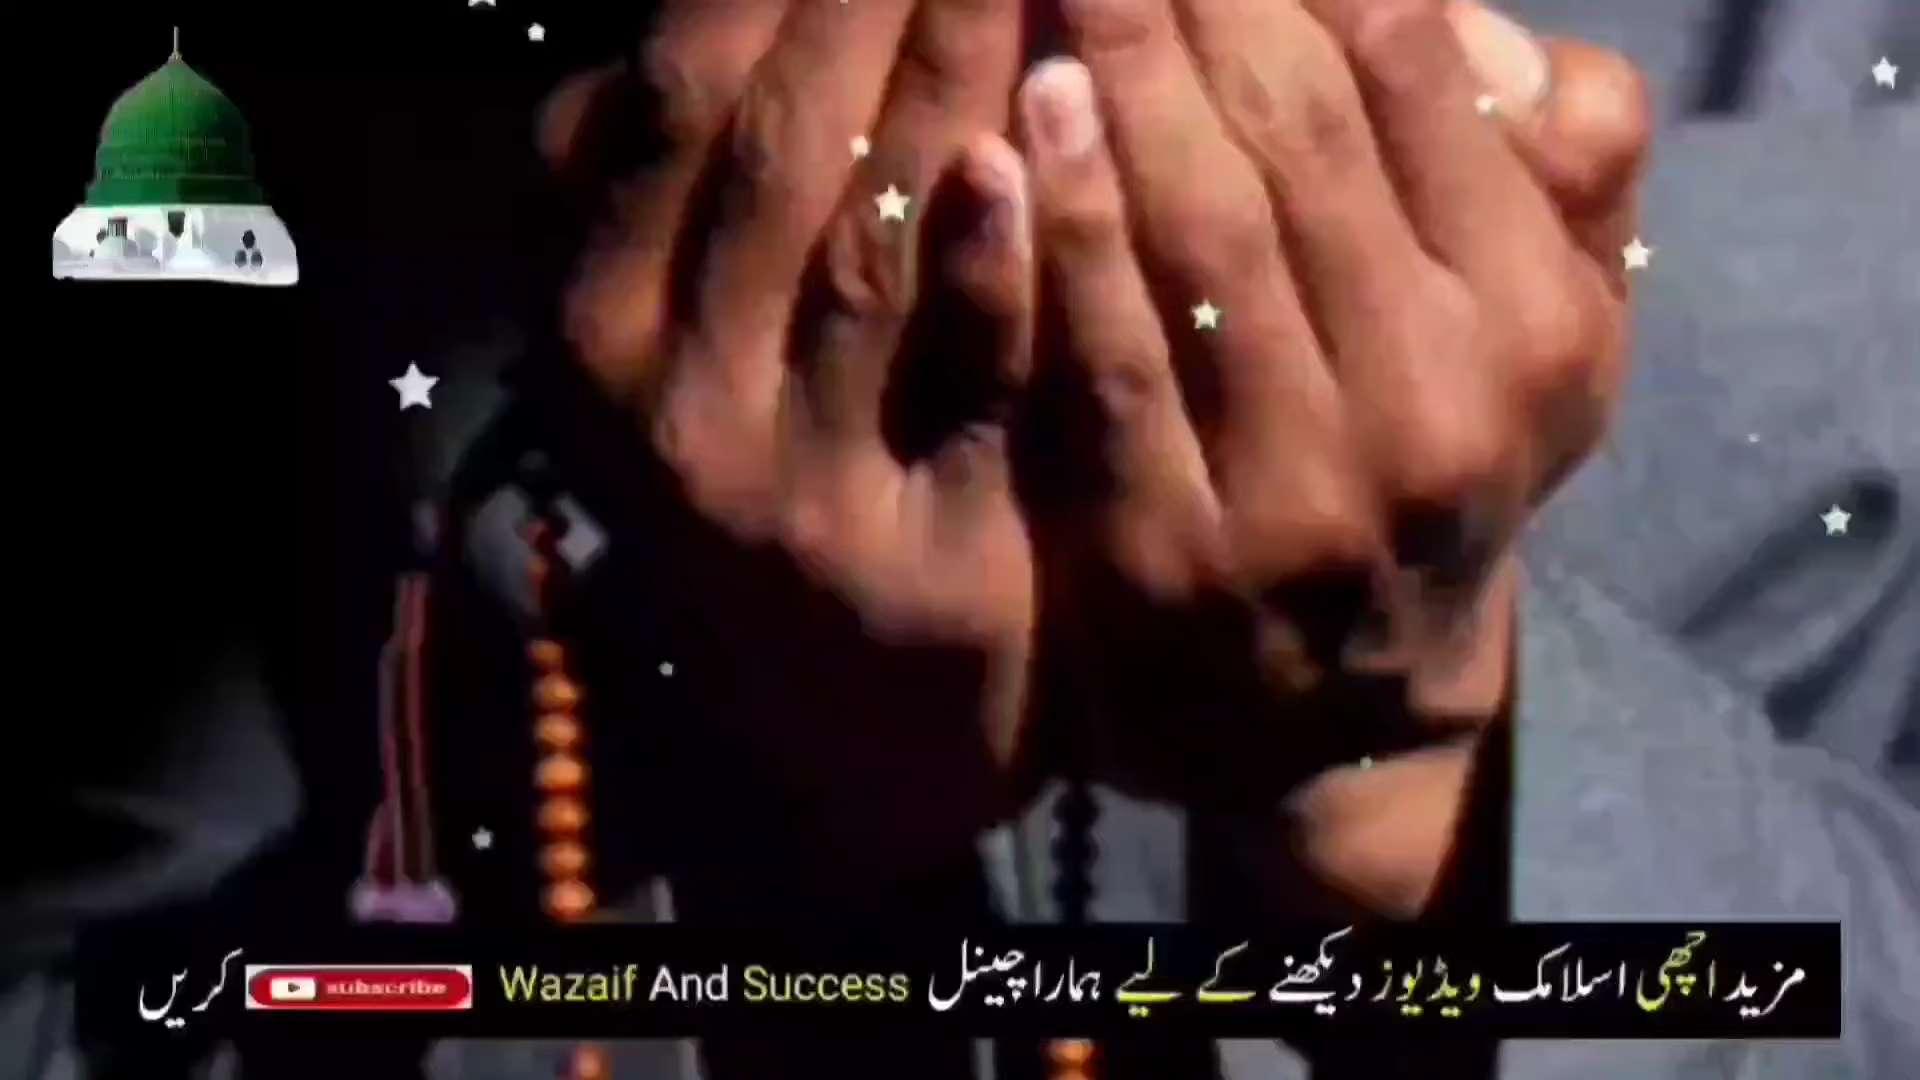 مزید اچھی اسلامک ویڈیوز دیکھنے کے لیے ہمارا چینل Wazaif And Success subscribe کریں